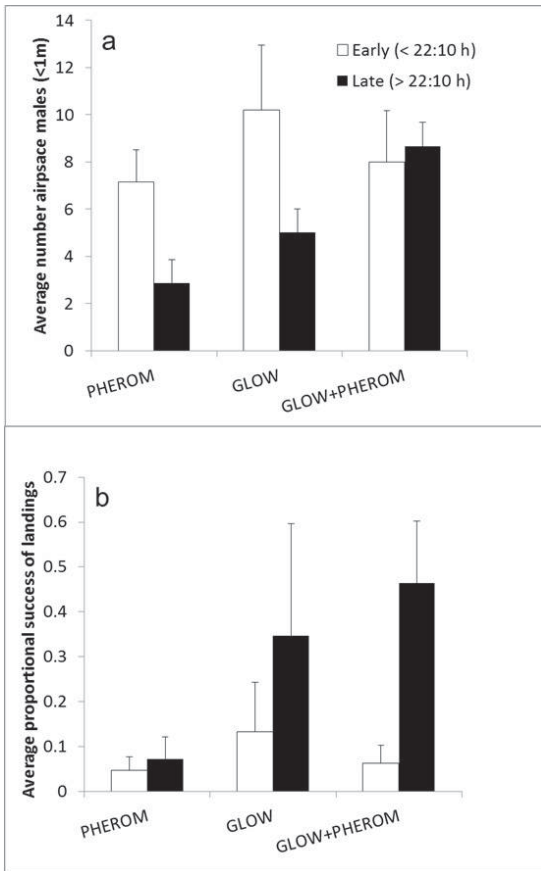 a
Early (< 22:10 h)
Late (> 22:10 h)
Average number airpsace males (<1m)
14
12
10
8
6
4
2
0
PHEROM
GLOW
GLOW+PHEROM
b
Average proportional success of landings
0.7
0.6
0.5
0.4
0.3
0.2
0.1
0
PHEROM
GLOW
GLOW+PHEROM